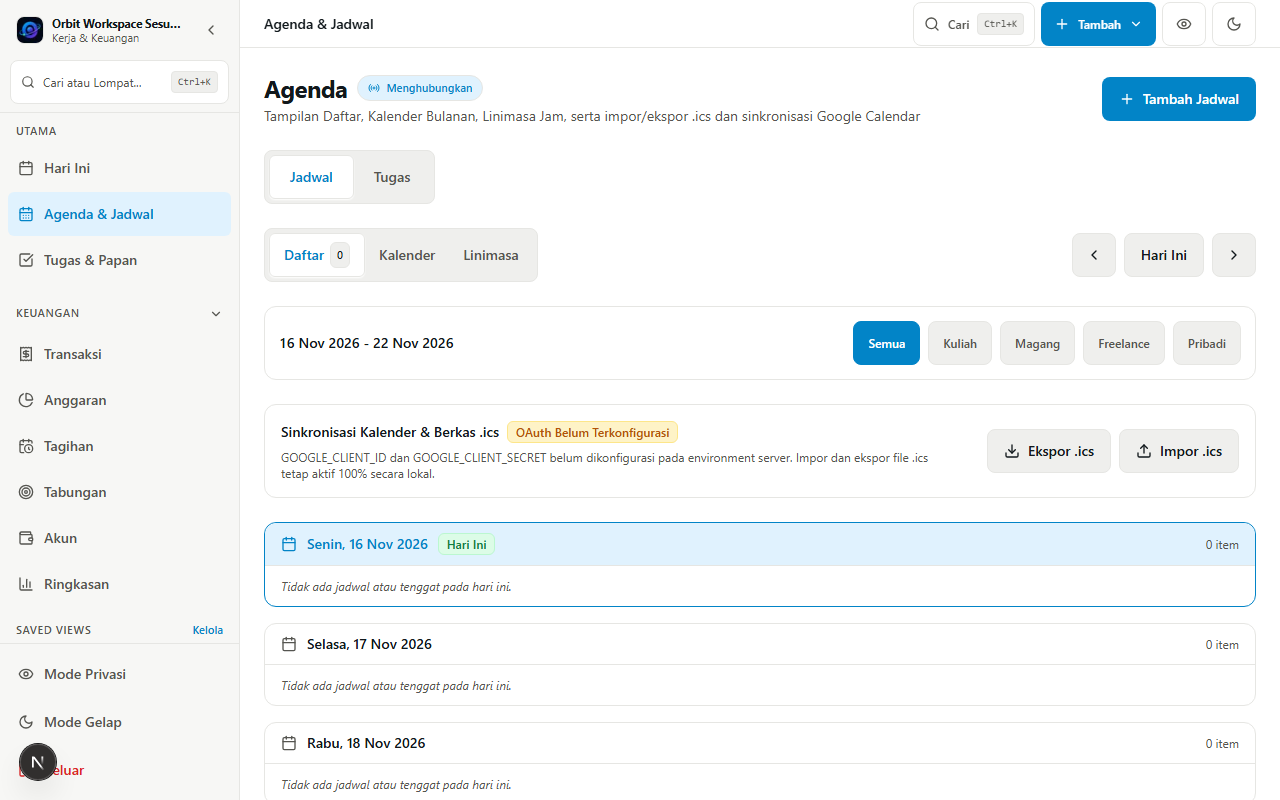 Orbit Workspace Sesu...
Kerja & Keuangan
Cari atau Lompat...
Ctrl+K
UTAMA
Hari Ini
Agenda & Jadwal
Tugas & Papan
KEUANGAN
Transaksi
Anggaran
Tagihan
Tabungan
Akun
Ringkasan
SAVED VIEWS
Kelola
Mode Privasi
Mode Gelap
N
eluar
Agenda & Jadwal
Cari
Ctrl+K
Tambah
Agenda
Menghubungkan
Tampilan Daftar, Kalender Bulanan, Linimasa Jam, serta impor/ekspor .ics dan sinkronisasi Google Calendar
Tambah Jadwal
Jadwal
Tugas
Daftar 0
Kalender
Linimasa
Hari Ini
16 Nov 2026 - 22 Nov 2026
Semua
Kuliah
Magang
Freelance
Pribadi
Sinkronisasi Kalender & Berkas .ics
OAuth Belum Terkonfigurasi
GOOGLE_CLIENT_ID dan GOOGLE_CLIENT_SECRET belum dikonfigurasi pada environment server. Impor dan ekspor file .ics
tetap aktif 100% secara lokal.
Ekspor .ics
Impor .ics
Senin, 16 Nov 2026
Hari Ini
0 item
Tidak ada jadwal atau tenggat pada hari ini.
Selasa, 17 Nov 2026
0 item
Tidak ada jadwal atau tenggat pada hari ini.
Rabu, 18 Nov 2026
0 item
Tidak ada jadwal atau tenggat pada hari ini.